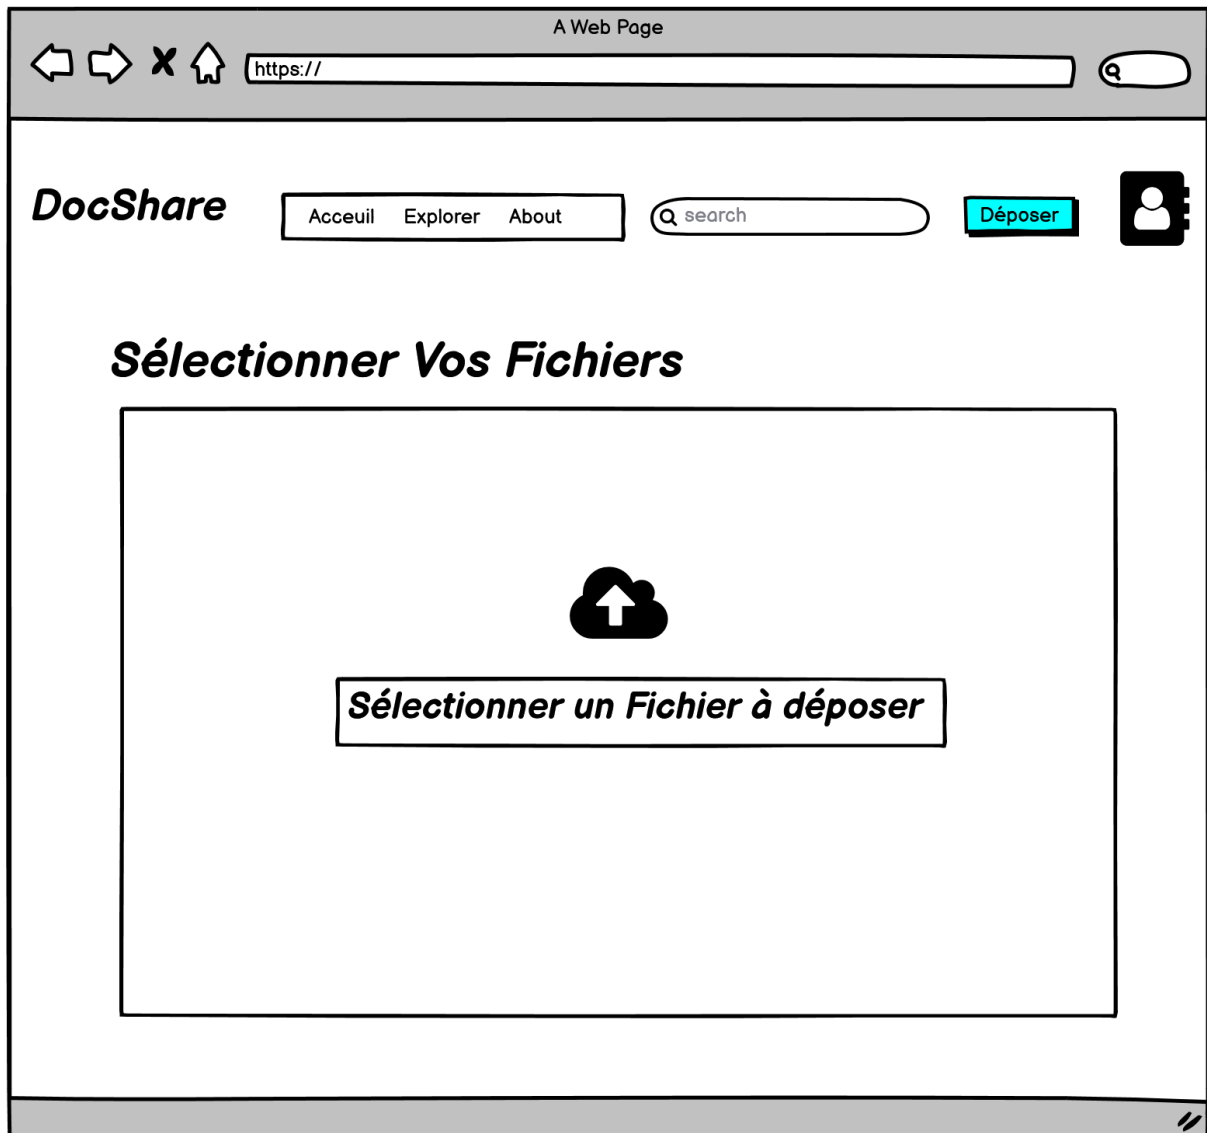 A Web Page
https://
DocShare
Acceuil Explorer About
search
Déposer
Sélectionner Vos Fichiers
Sélectionner un Fichier à déposer